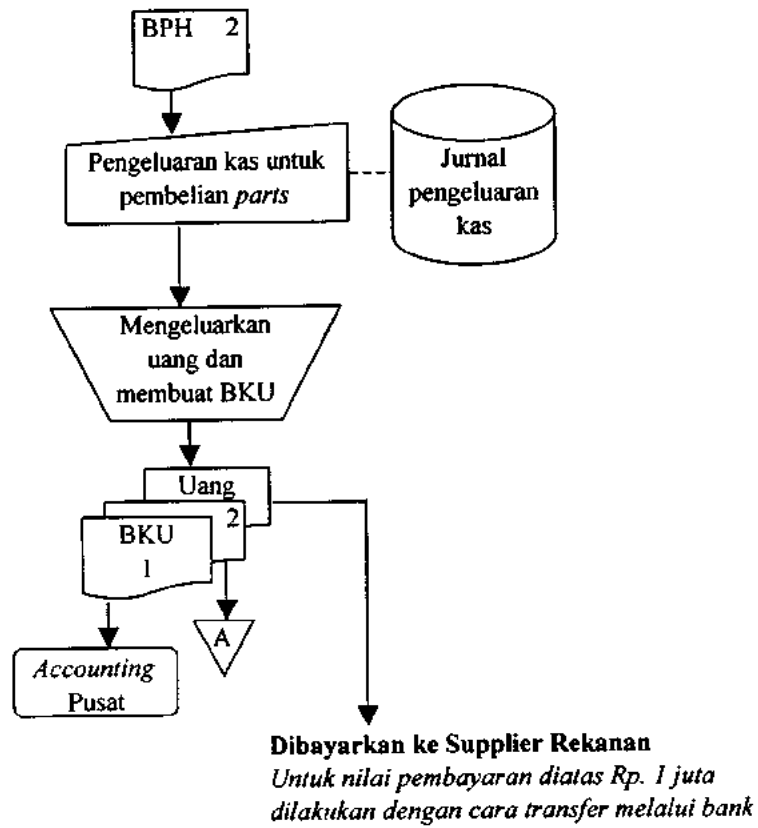 BPH 2
Pengeluaran kas untuk
pembelian parts
Jurnal
pengeluaran
kas
Mengeluarkan
uang dan
membuat BKU
Uang
2
BKU
1
A
Accounting
Pusat
Dibayarkan ke Supplier Rekanan
Untuk nilai pembayaran diatas Rp. 1 juta
dilakukan dengan cara transfer melalui bank